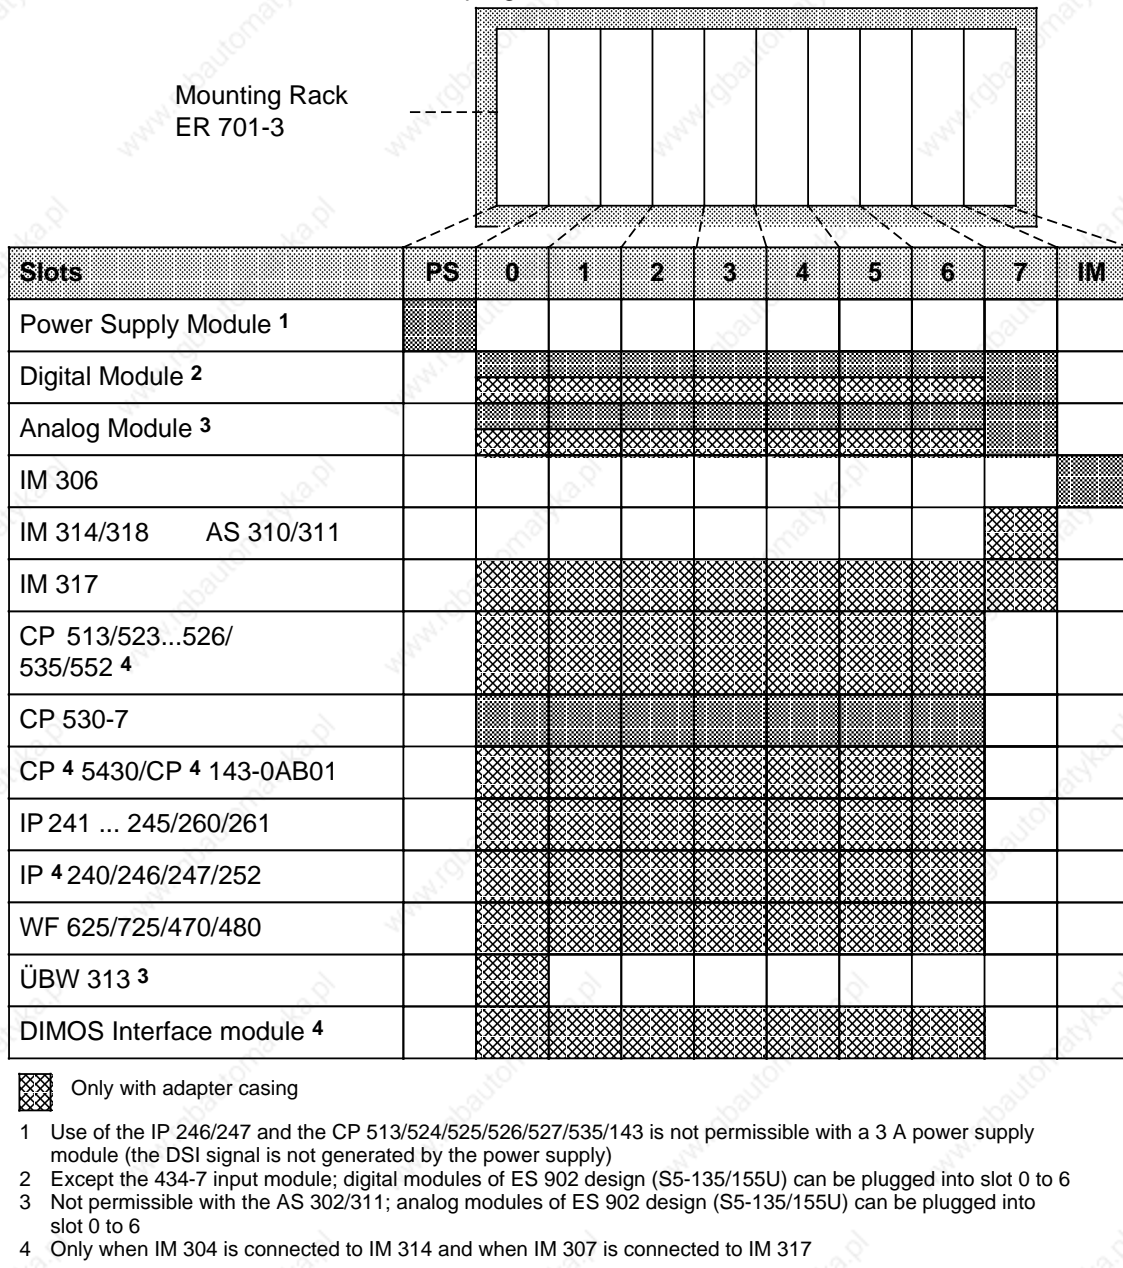 Mounting Rack
ER 701-3
Slots PS 0 1 2 3 4 5 6 7 IM
Power Supply Module 1
Digital Module 2
Analog Module 3
IM 306
IM 314/318 AS 310/311
IM 317
CP 513/523...526/
535/552 4
CP 530-7
CP 4 5430/CP 4 143-0AB01
IP 241 ... 245/260/261
IP 4 240/246/247/252
WF 625/725/470/480
ÜBW 313 3
DIMOS Interface module 4
Only with adapter casing
1 Use of the IP 246/247 and the CP 513/524/525/526/527/535/143 is not permissible with a 3 A power supply
module (the DSI signal is not generated by the power supply)
2 Except the 434-7 input module; digital modules of ES 902 design (S5-135/155U) can be plugged into slot 0 to 6
3 Not permissible with the AS 302/311; analog modules of ES 902 design (S5-135/155U) can be plugged into
slot 0 to 6
4 Only when IM 304 is connected to IM 314 and when IM 307 is connected to IM 317
www.rgbautomatyka.pl